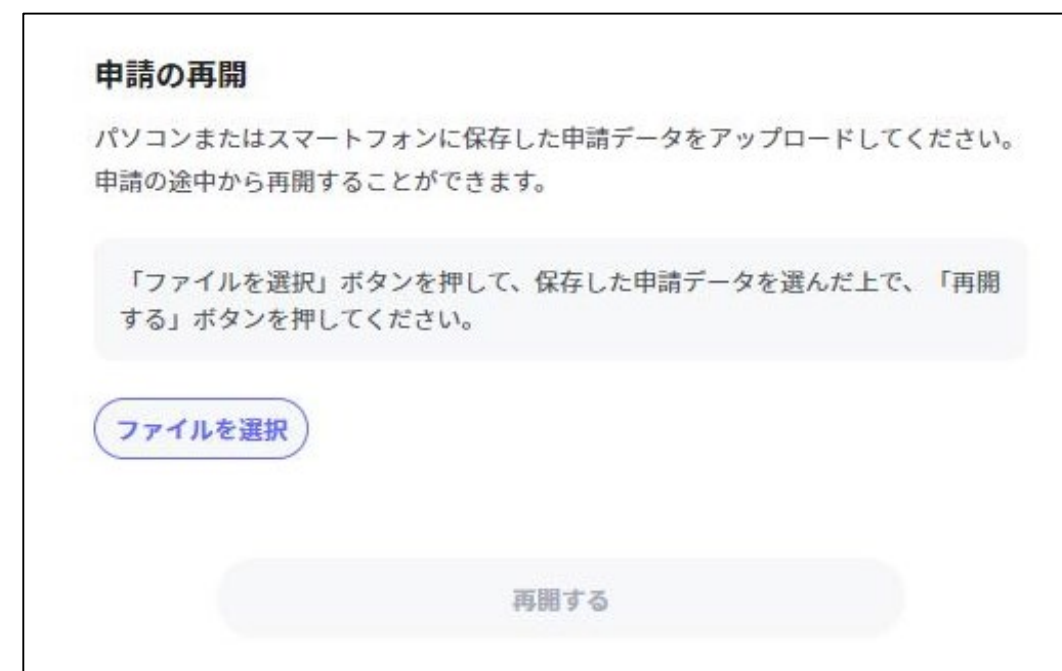 申請の再開
パソコンまたはスマートフォンに保存した申請データをアップロードしてください。
申請の途中から再開することができます。
「ファイルを選択」ボタンを押して、保存した申請データを選んだ上で、「再開
する」ボタンを押してください。
ファイルを選択
再開する